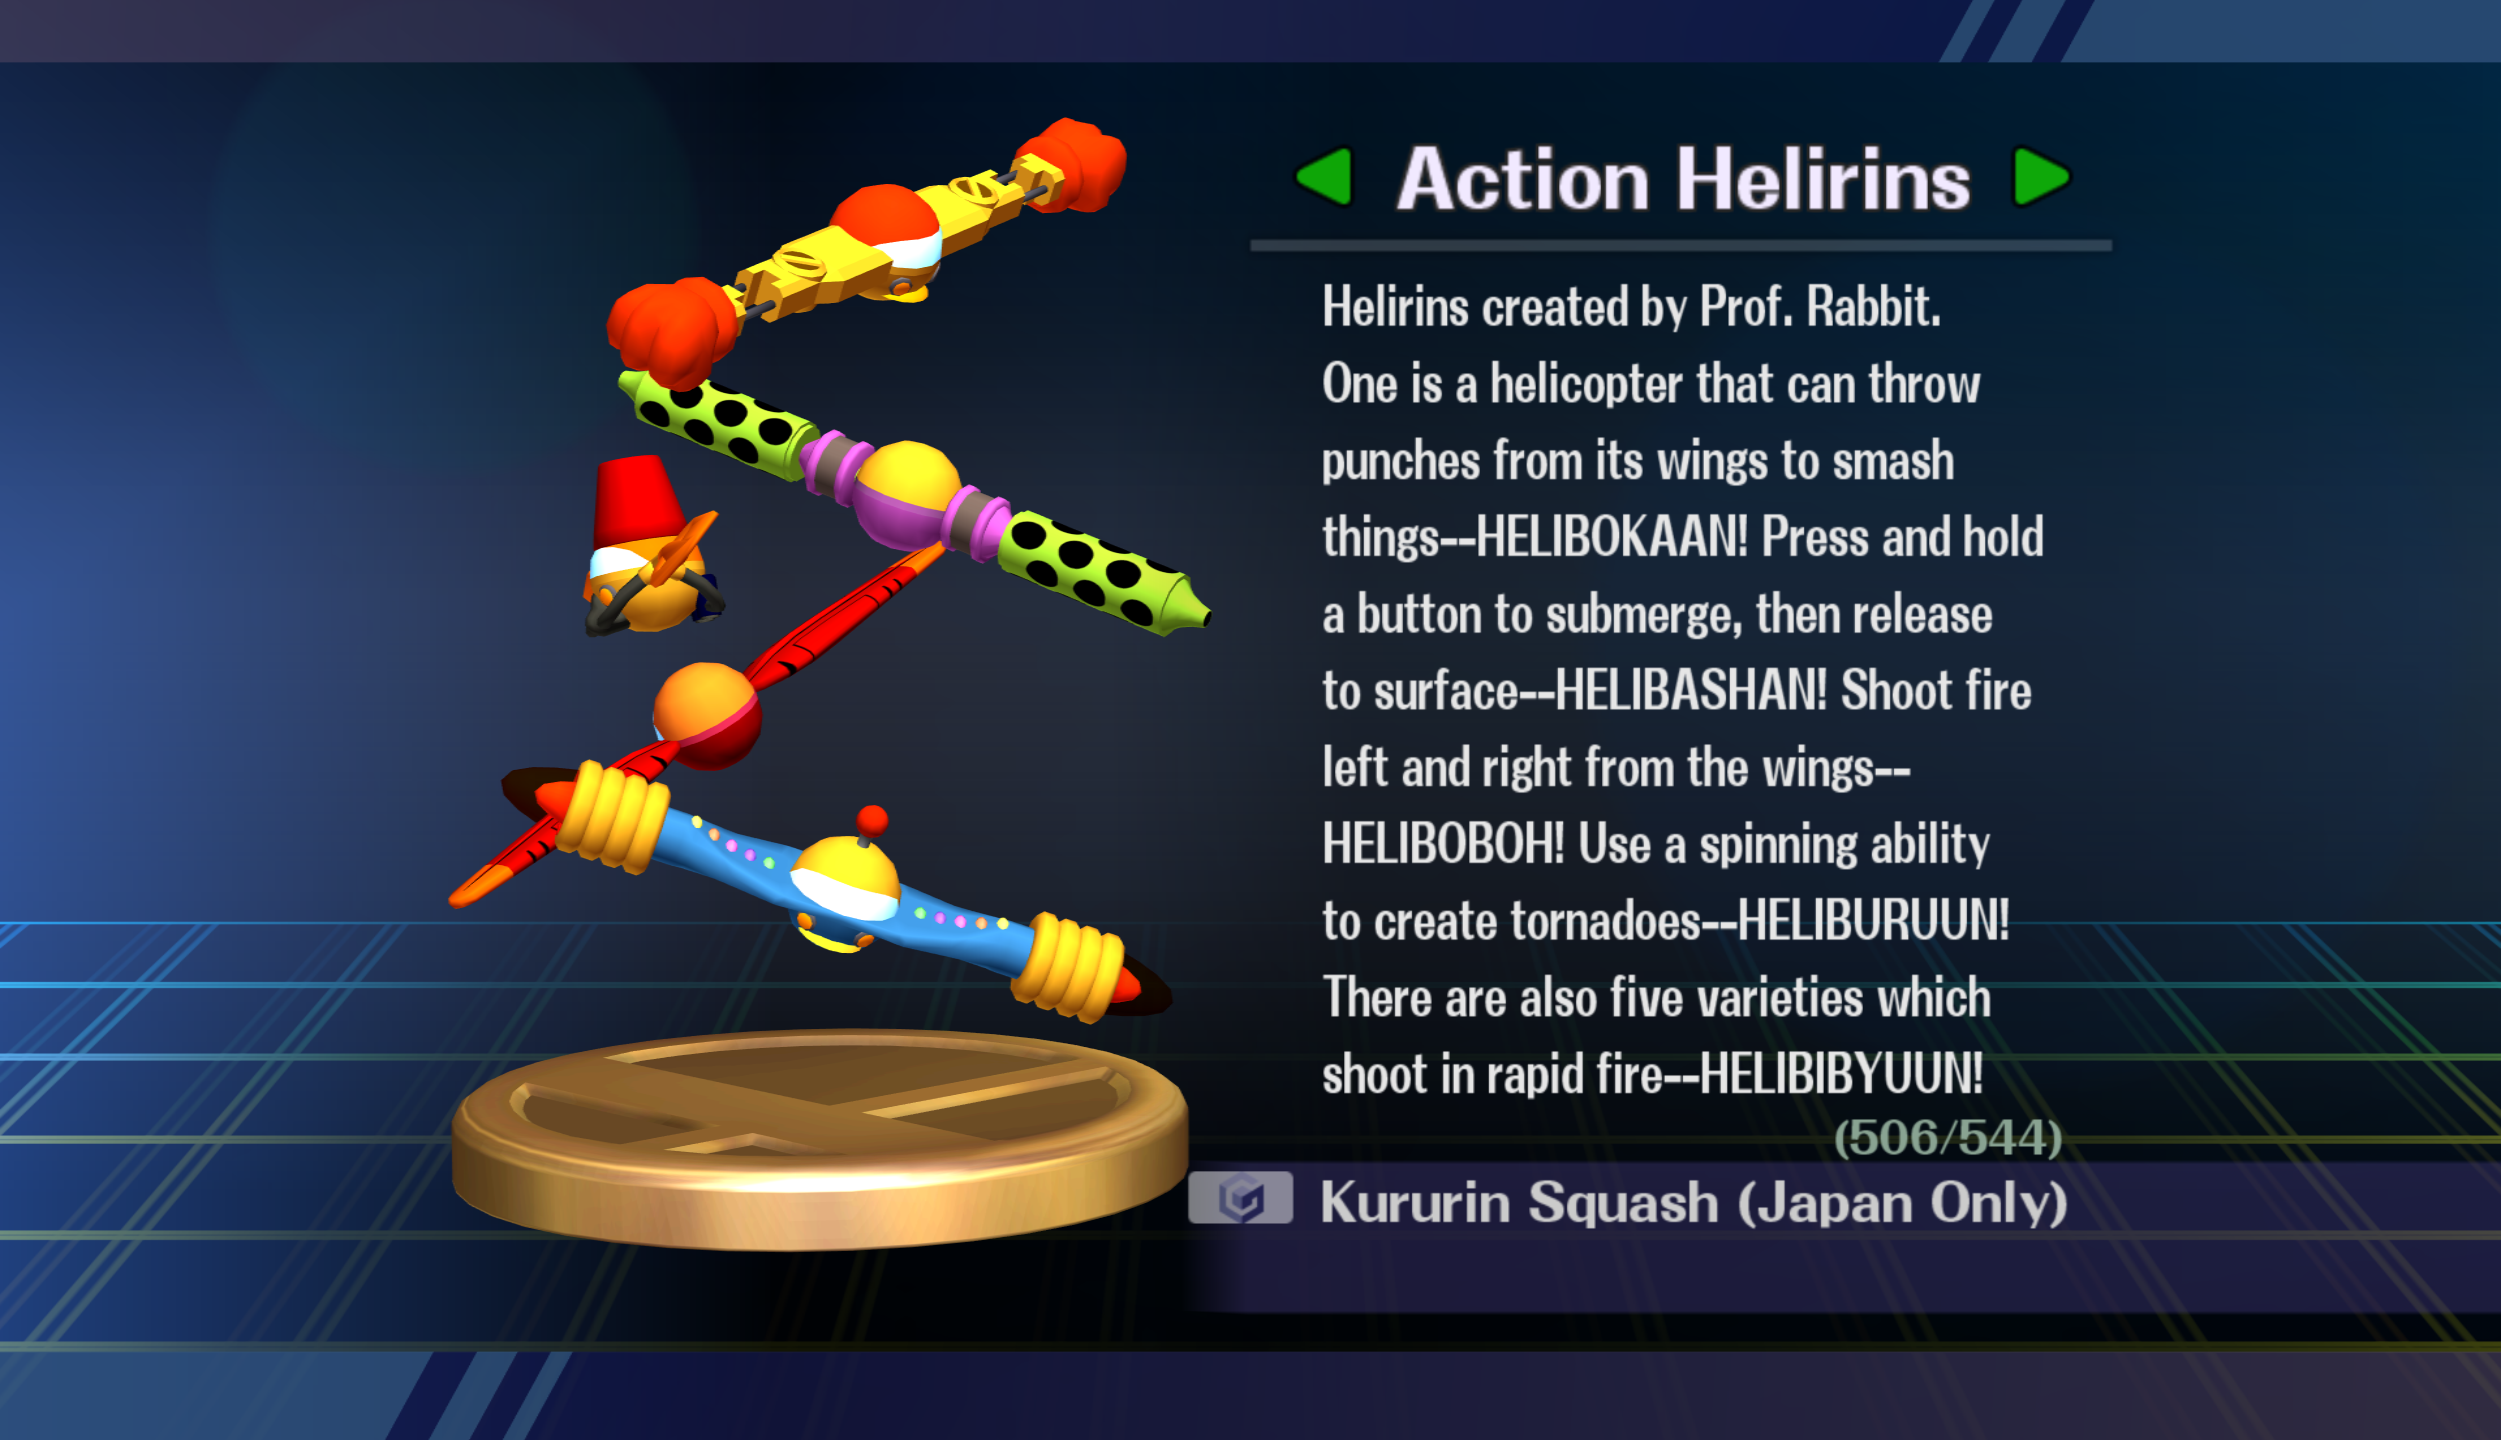 Action Helirins
Helirins created by Prof. Rabbit.
One is a helicopter that can throw
punches from its wings to smash
things--HELIBOKAAN! Press and hold
a button to submerge, then release
to surface--HELIBASHAN! Shoot fire
left and right from the wings--
HELIBOBOH! Use a spinning ability
to create tornadoes--HELIBURUUN!
There are also five varieties which
shoot in rapid fire--HELIBIBYUUN!
(506/544)
Kururin Squash (Japan Only)